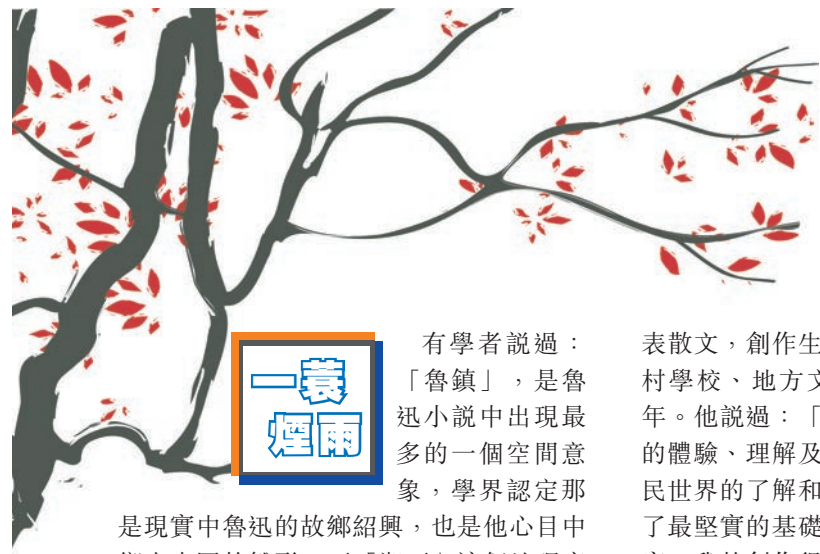 一蓑
煙雨
有學者說過：
「魯鎮」，是魯
迅小說中出現最
多的一個空間意
象，學界認定那
是現實中魯迅的故鄉紹興，也是他心目中
表散文，創作生
村學校、地方文
年。他說過：「
的體驗、理解及
民世界的了解和
了最堅實的基礎